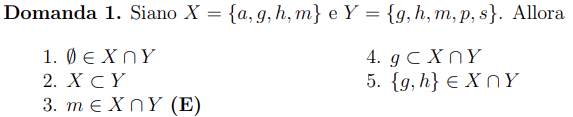 Domanda 1. Siano X = {a, g, h, m} e Y = {g, h, m, p, s}. Allora
1. ∅ ∈ X ∩ Y
2. X ⊂ Y
3. m ∈ X ∩ Y (E)
4. g ⊂ X ∩ Y
5. {g, h} ∈ X ∩ Y